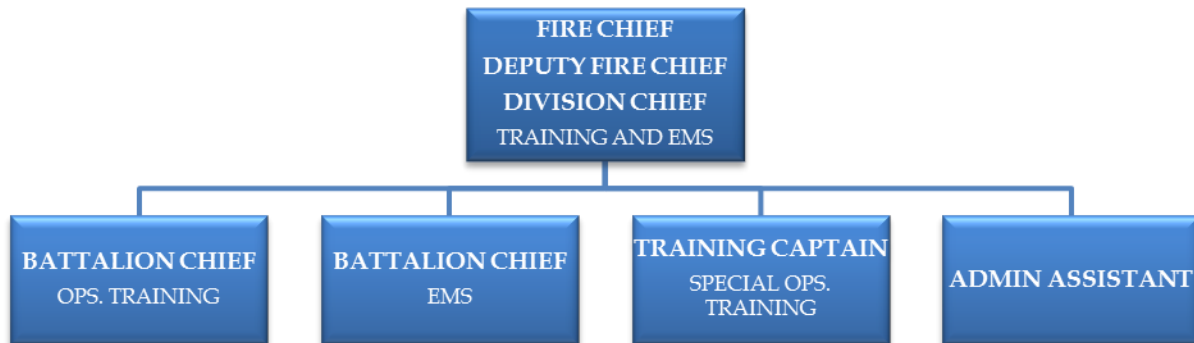 FIRE CHIEF
DEPUTY FIRE CHIEF
DIVISION CHIEF
TRAINING AND EMS
BATTALION CHIEF
OPS. TRAINING
BATTALION CHIEF
EMS
TRAINING CAPTAIN
SPECIAL OPS.
TRAINING
ADMIN ASSISTANT